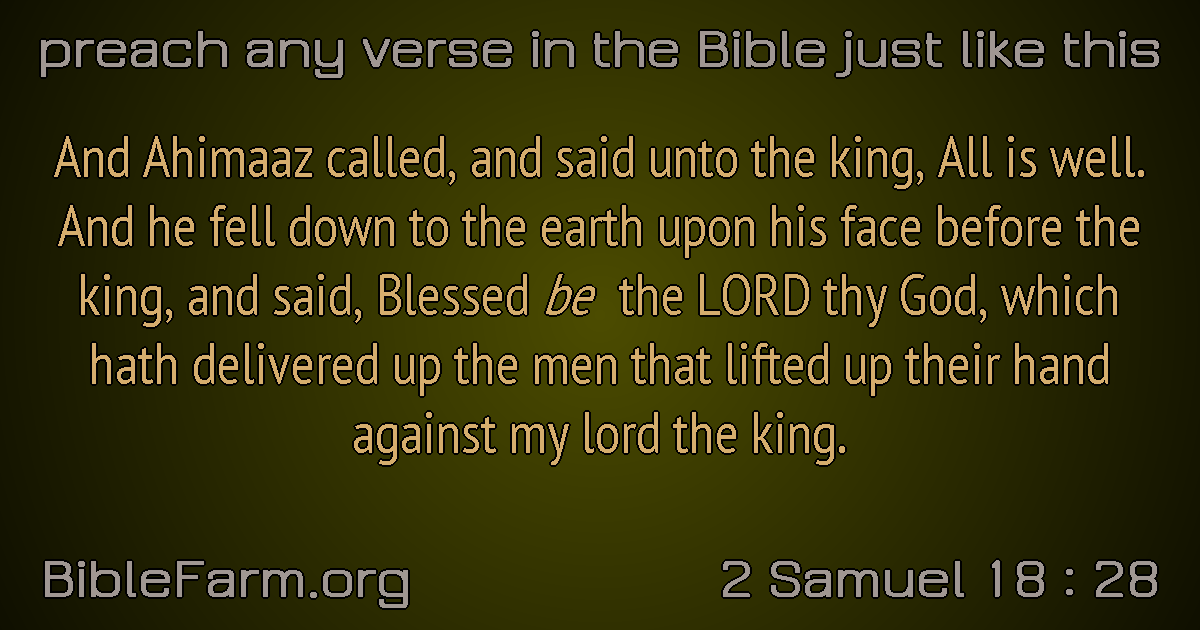 preach any verse in the Bible just like this
And Ahimaaz called, and said unto the king, All is well.
And he fell down to the earth upon his face before the
king, and said, Blessed be the LORD thy God, which
hath delivered up the men that lifted up their hand
against my lord the king.
BibleFarm.org
2 Samuel 18 : 28